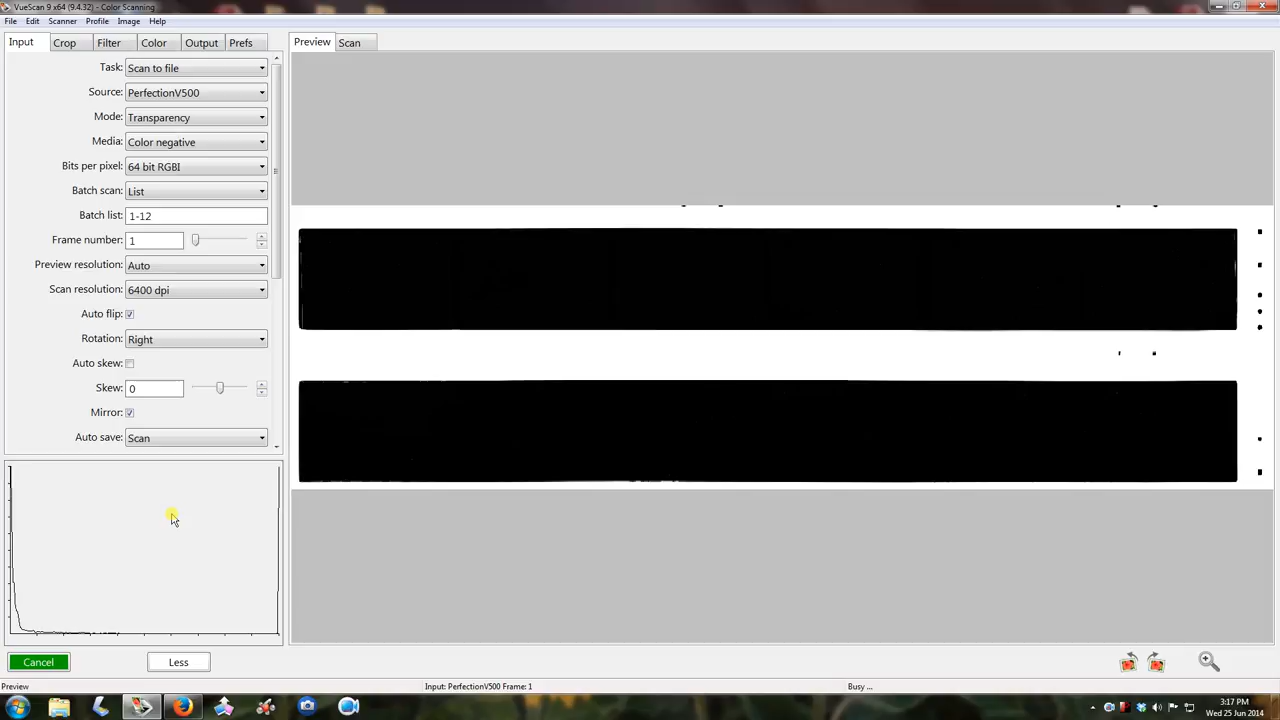 VueScan 9 x64 (9.4.32) - Color Scanning
File Edit Scanner Profile Image Help
Input Crop Filter Color Output Prefs Preview Scan
Task: Scan to file
Source: PerfectionV500
Mode: Transparency
Media: Color negative
Bits per pixel: 64 bit RGBI
Batch scan: List
Batch list: 1-12
Frame number: 1
Preview resolution: Auto
Scan resolution: 6400 dpi
Auto flip:
Rotation: Right
Auto skew:
Skew: 0
Mirror:
Auto save: Scan
Cancel Less
Preview Input: PerfectionV500 Frame: 1 Busy ...
3:17 PM
Wed 25 Jun 2014